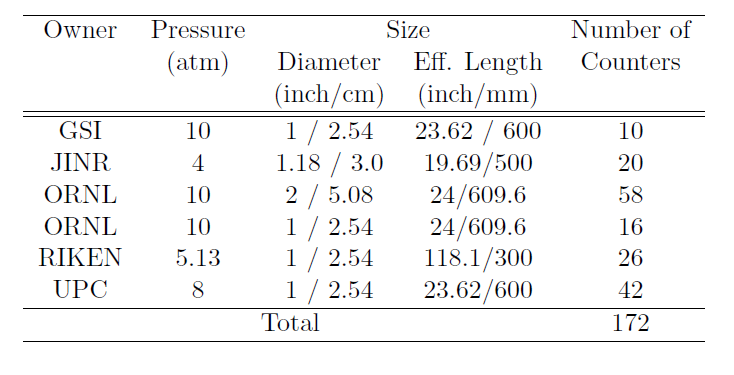 Owner Pressure Size Number of
(atm) Diameter Eff. Length Counters
(inch/cm) (inch/mm)
GSI 10 1 / 2.54 23.62 / 600 10
JINR 4 1.18 / 3.0 19.69/500 20
ORNL 10 2 / 5.08 24/609.6 58
ORNL 10 1 / 2.54 24/609.6 16
RIKEN 5.13 1 / 2.54 118.1/300 26
UPC 8 1 / 2.54 23.62/600 42
Total 172